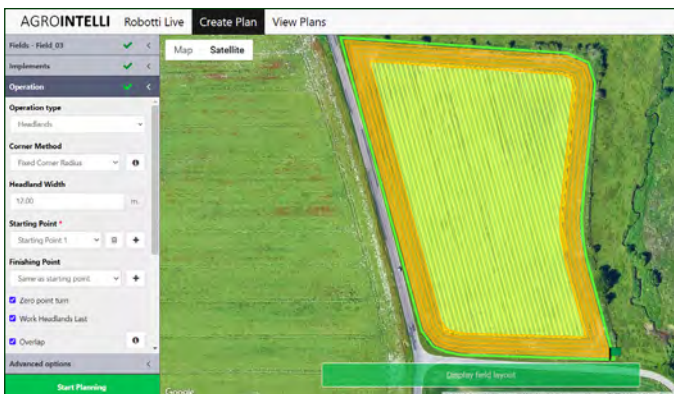 AGROINTELLI Robotti Live Create Plan View Plans
Fields - Field_03
Implements
Operation
Operation type
Headlands
Corner Method
Fixed Corner Radius
Headland Width
12.00 m.
Starting Point *
Starting Point 1
Finishing Point
Same as starting point
Zero point turn
Work Headlands Last
Overlap
Advanced options
Start Planning
Map Satellite
Display field layout
Google